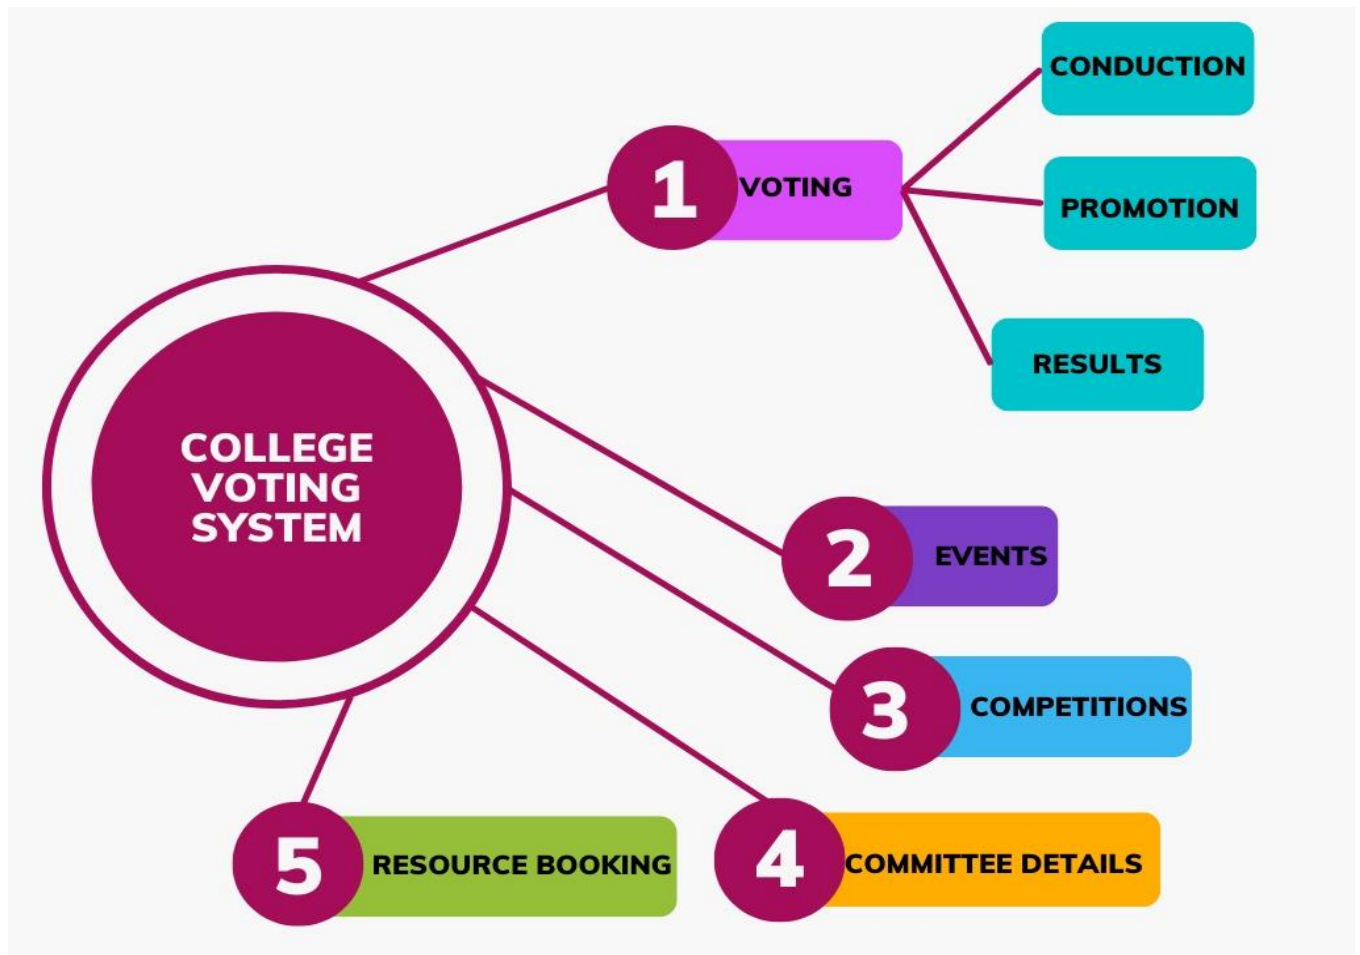 COLLEGE
VOTING
SYSTEM
1
VOTING
CONDUCTION
PROMOTION
RESULTS
2
EVENTS
3
COMPETITIONS
4
COMMITTEE DETAILS
5
RESOURCE BOOKING